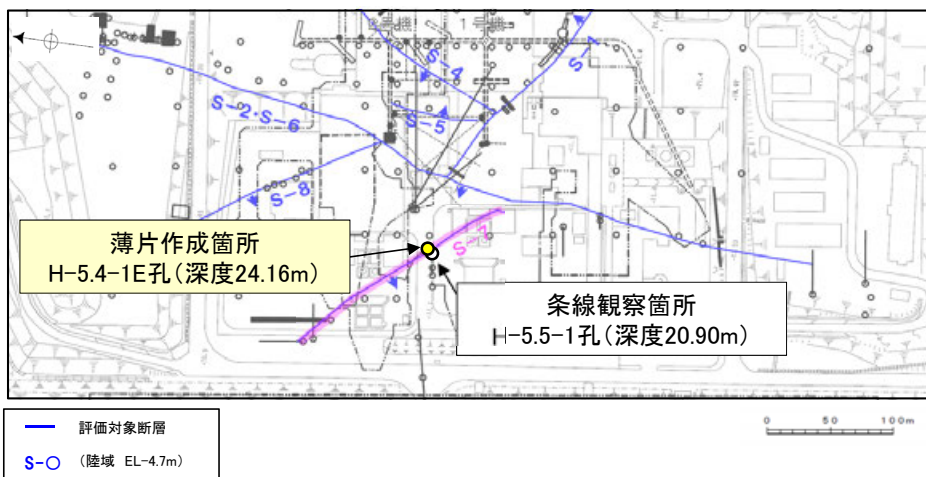 S-4
S-1
S-5
S-2・S-6
S-8
S-7
薄片作成箇所
H-5.4-1E孔(深度24.16m)
条線観察箇所
H-5.5-1孔(深度20.90m)
評価対象断層
S-○ (陸域 EL-4.7m)
0 50 100m